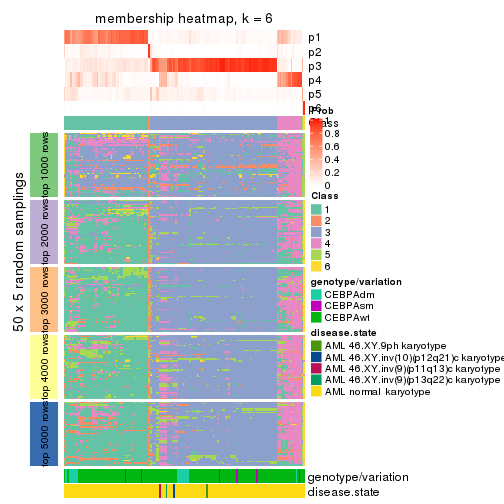 membership heatmap, k = 6
p1
p2
p3
p4
p5
p6
Prob
Class
1
0.8
0.6
0.4
0.2
0
Class
1
2
3
4
5
6
genotype/variation
CEBPAdm
CEBPAsm
CEBPAwt
disease.state
AML 46.XY.9ph karyotype
AML 46.XY.inv(10)(p12q21)c karyotype
AML 46.XY.inv(9)(p11q13)c karyotype
AML 46.XY.inv(9)(p13q22)c karyotype
AML normal karyotype
50 x 5 random samplings
top 1000 rows
top 2000 rows
top 3000 rows
top 4000 rows
top 5000 rows
genotype/variation
disease.state